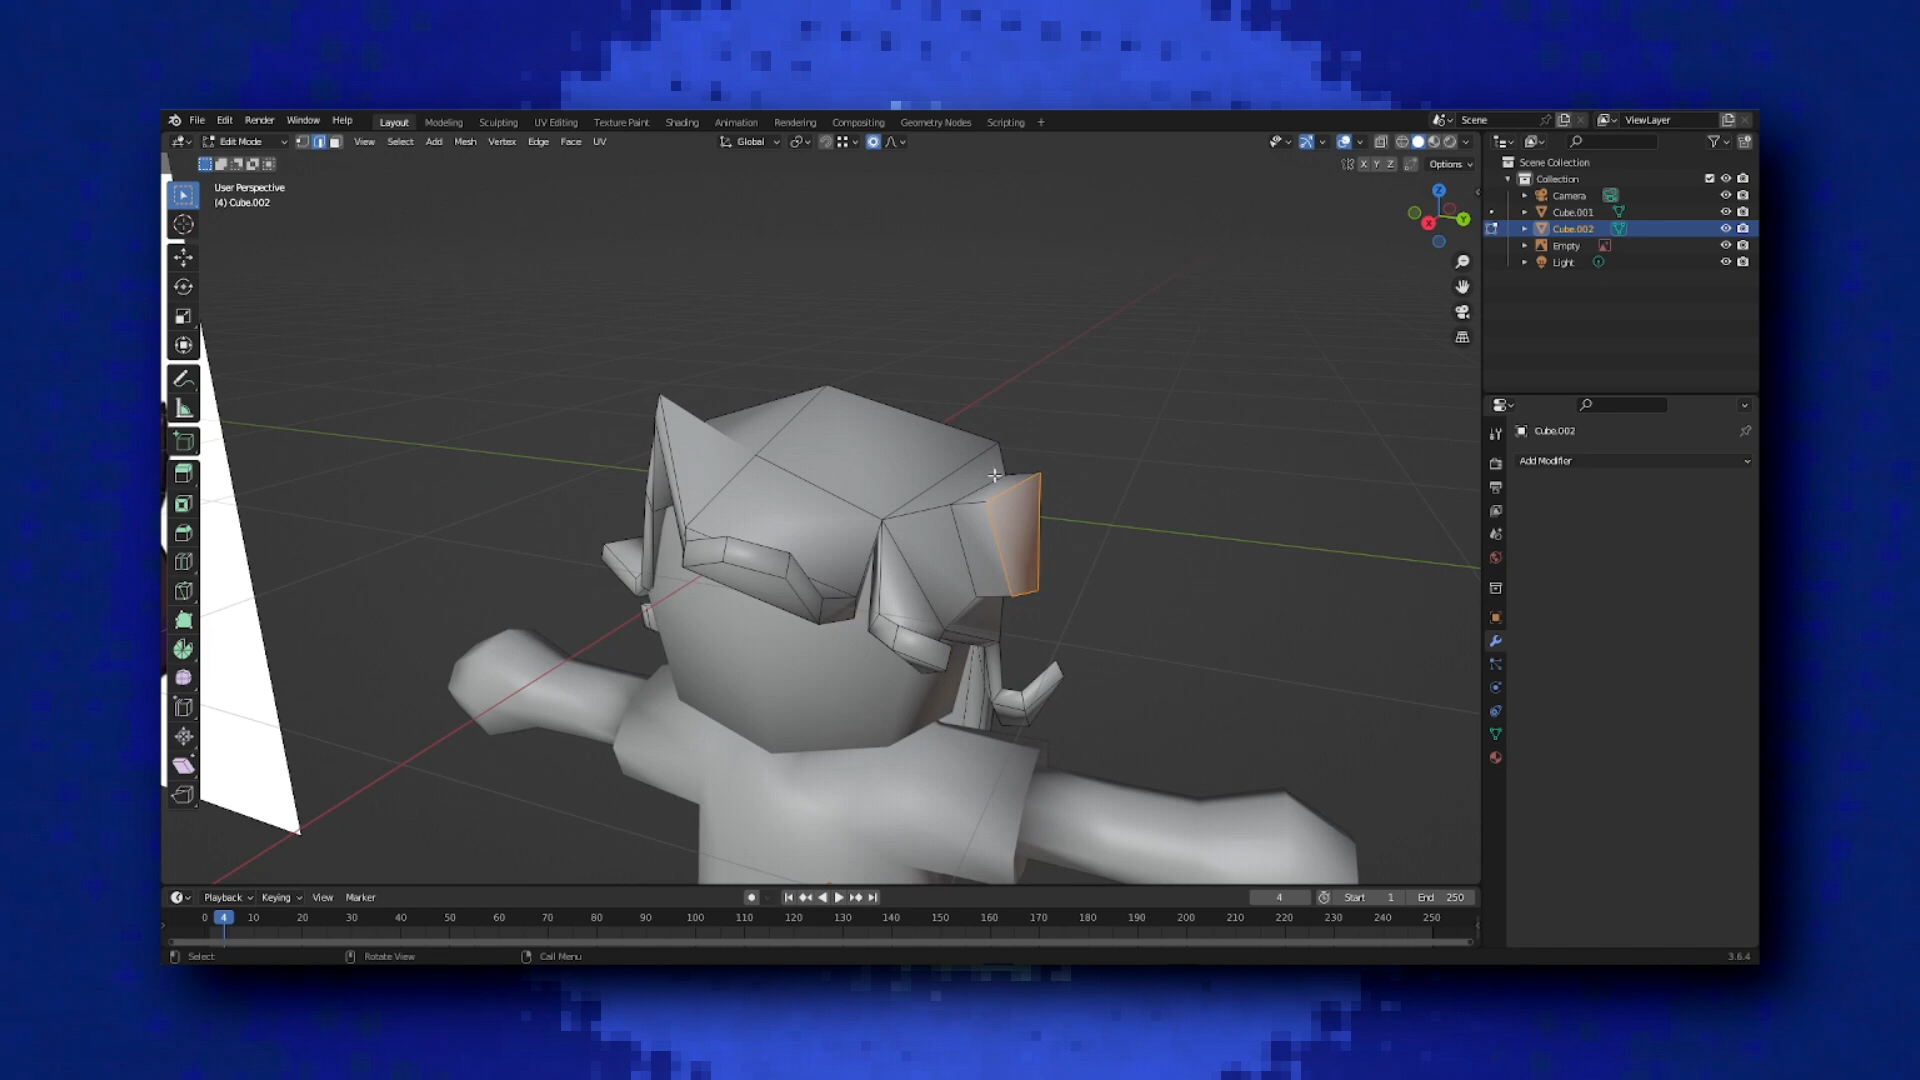 File Edit Render Window Help Layout Modeling Sculpting UV Editing Texture Paint Shading Animation Rendering Compositing Geometry Nodes Scripting + Scene ViewLayer
Edit Mode View Select Add Mesh Vertex Edge Face UV Global
X Y Z Options
User Perspective
(4) Cube.002
Z
X Y
Scene Collection
Collection
Camera
Cube.001
Cube.002
Empty
Light
Cube.002
Add Modifier
Playback Keying View Marker 4 Start 1 End 250
0 4 10 20 30 40 50 60 70 80 90 100 110 120 130 140 150 160 170 180 190 200 210 220 230 240 250
Select Rotate View Call Menu 3.6.4